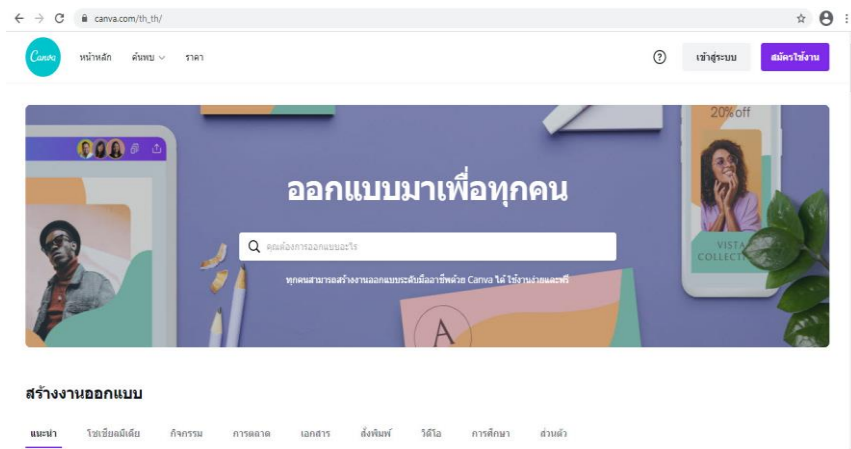 canva.com/th_th/
Canva
หน้าหลัก ค้นพบ ราคา
เข้าสู่ระบบ สมัครใช้งาน
20% off
ออกแบบมาเพื่อทุกคน
คุณต้องการออกแบบอะไร
VISTA
COLLECT
ทุกคนสามารถสร้างงานออกแบบระดับมืออาชีพด้วย Canva ได้ ใช้งานง่ายและฟรี
A
สร้างงานออกแบบ
แนะนำ โซเชียลมีเดีย กิจกรรม การตลาด เอกสาร สั่งพิมพ์ วิดีโอ การศึกษา ส่วนตัว